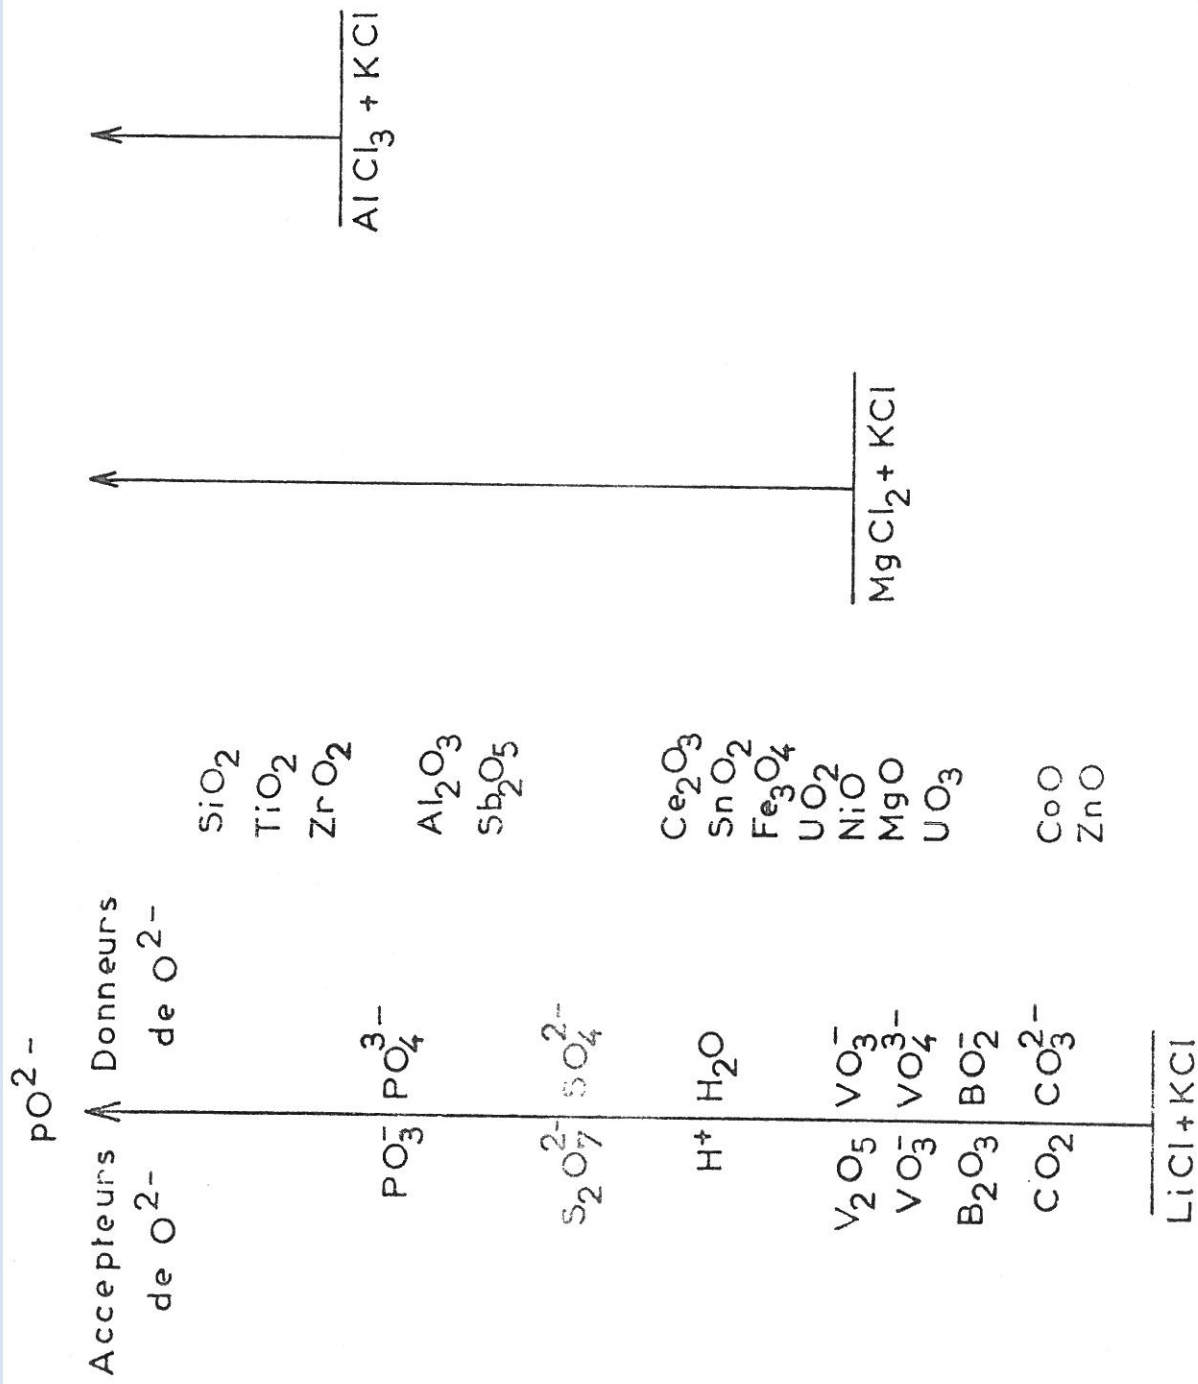 pO²⁻
Accepteurs Donneurs
de O²⁻ de O²⁻
SiO₂
TiO₂
ZrO₂
PO₃⁻ PO₄³⁻ Al₂O₃
Sb₂O₅
S₂O₇²⁻ SO₄²⁻
H⁺ H₂O Ce₂O₃
SnO₂
Fe₃O₄
UO₂
V₂O₅ VO₃⁻ NiO
VO₃⁻ VO₄³⁻ MgO
UO₃
B₂O₃ BO₂⁻
CO₂ CO₃²⁻ CoO
ZnO
LiCl + KCl
MgCl₂ + KCl
AlCl₃ + KCl